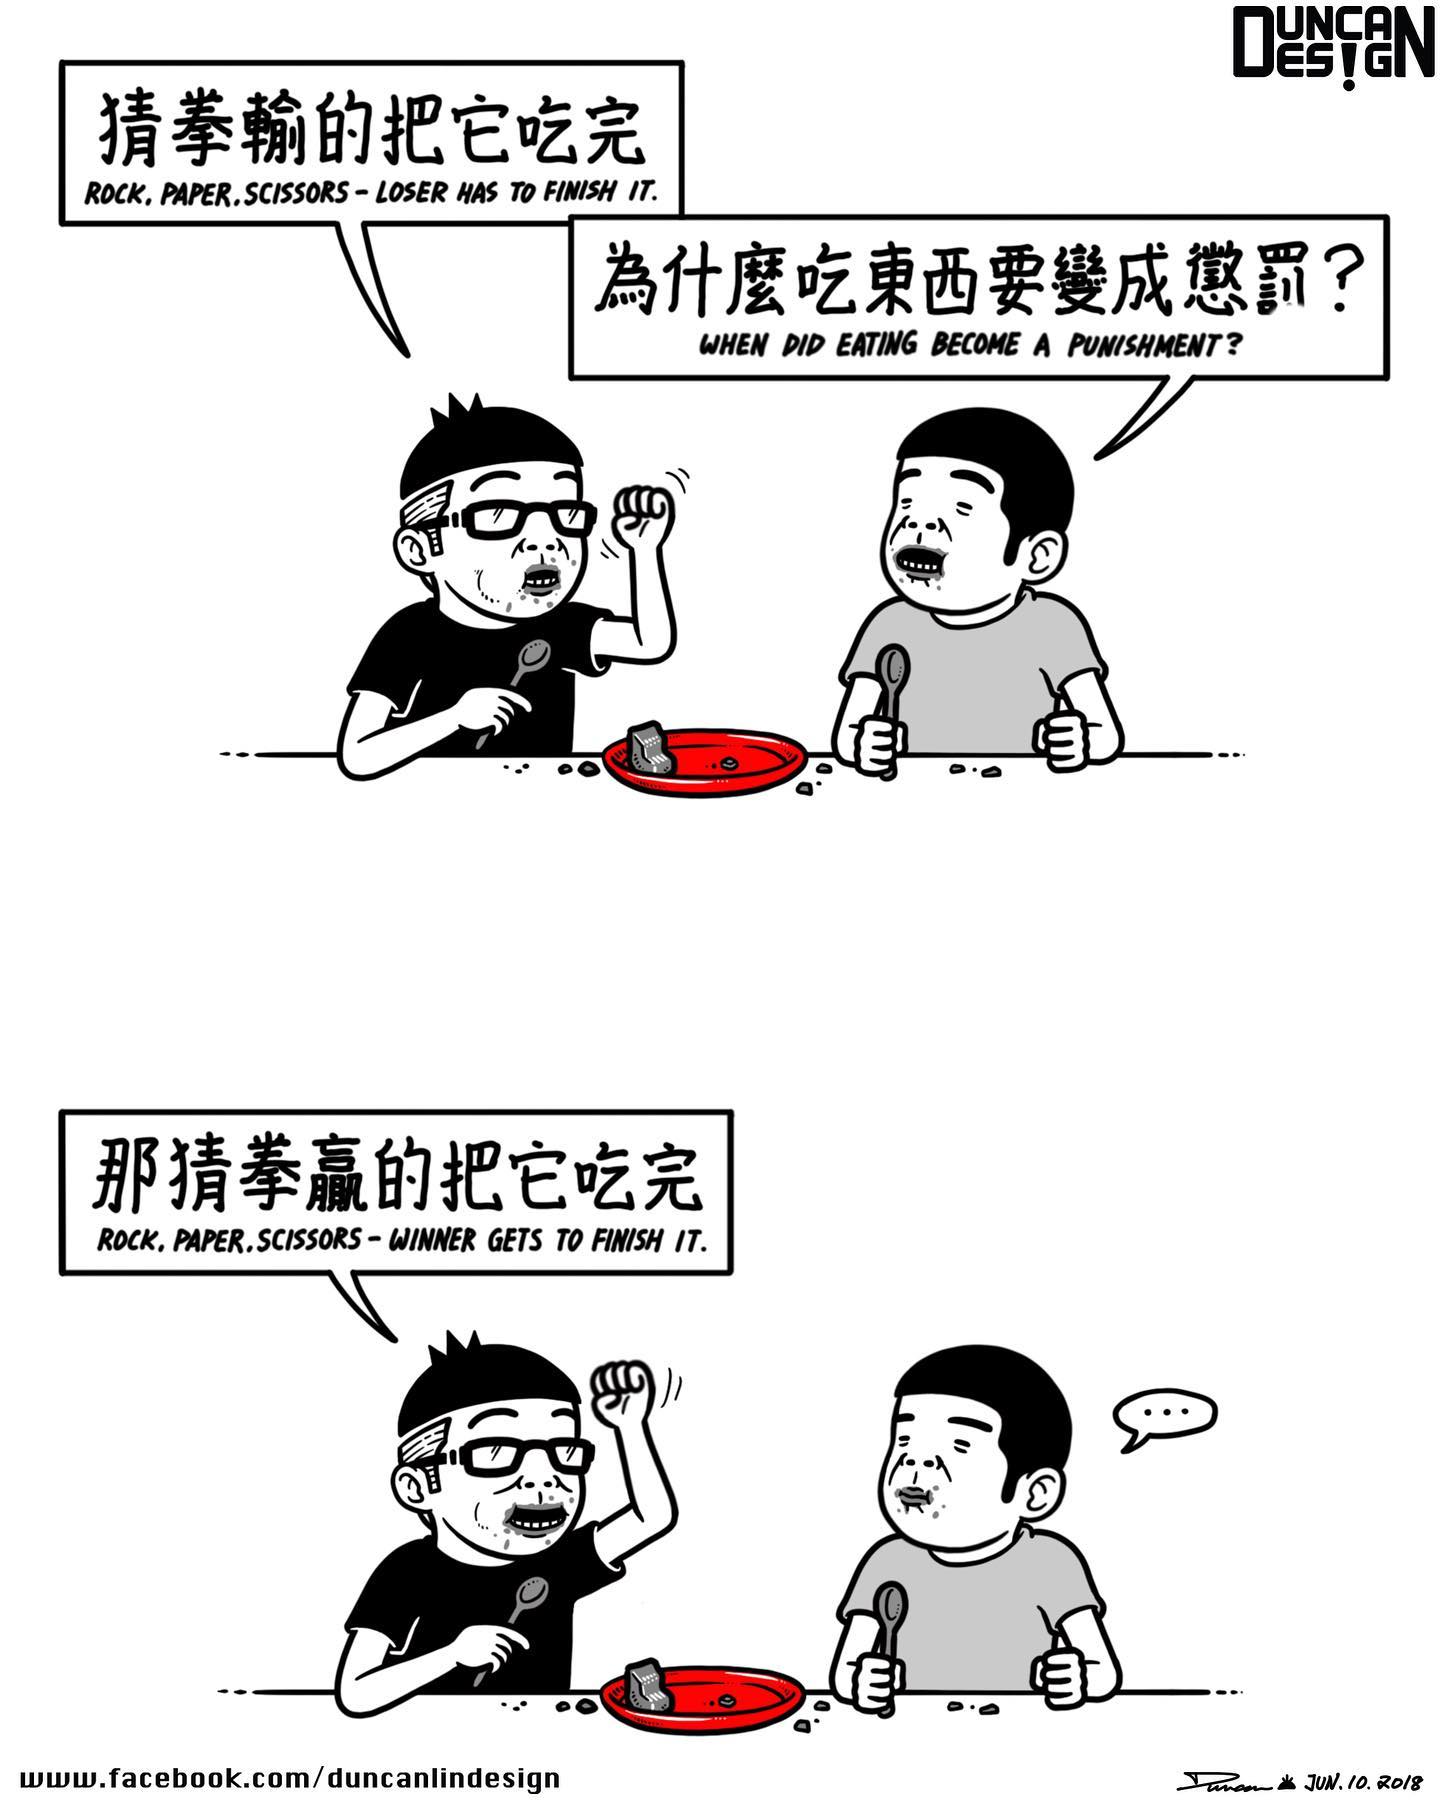 DUNCAN
DES!GN
猜拳輸的把它吃完
ROCK, PAPER, SCISSORS - LOSER HAS TO FINISH IT.
為什麼吃東西要變成懲罰？
WHEN DID EATING BECOME A PUNISHMENT?
那猜拳贏的把它吃完
ROCK, PAPER, SCISSORS - WINNER GETS TO FINISH IT.
...
www.facebook.com/duncanlindesign
Duncan JUN.10.2018